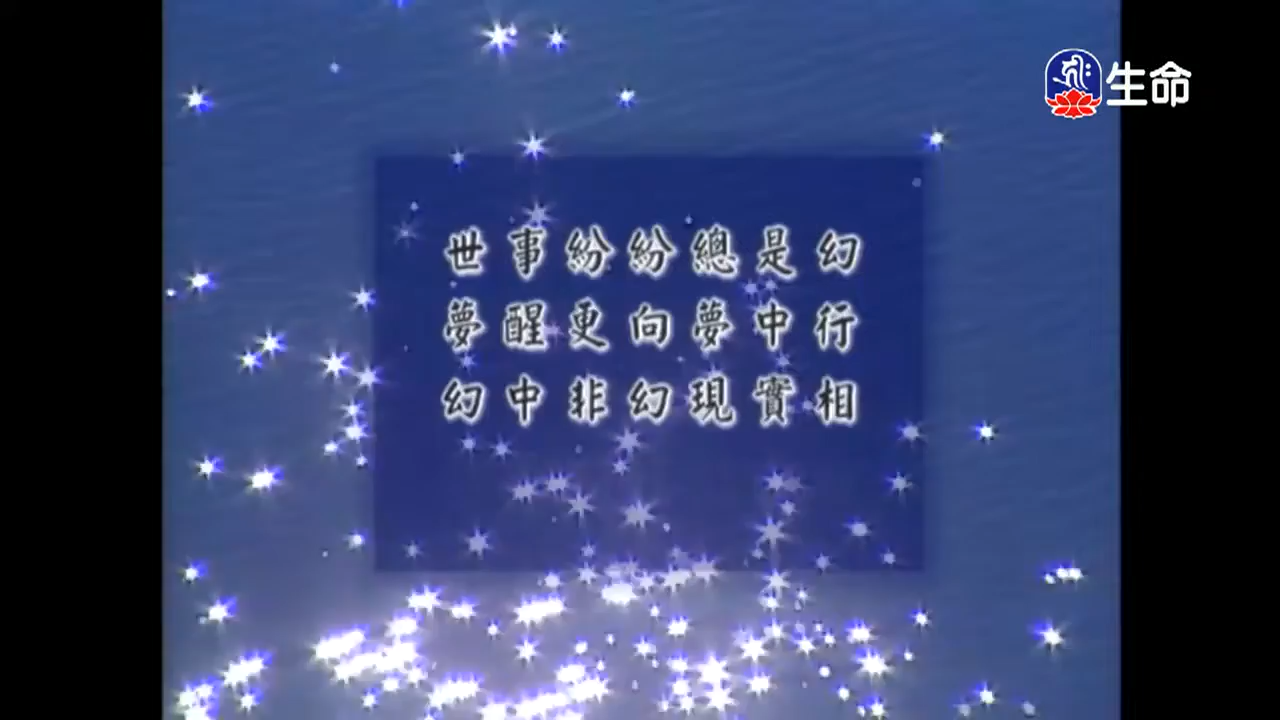 生命
世事紛紛總是幻
夢醒更向夢中行
幻中非幻現實相